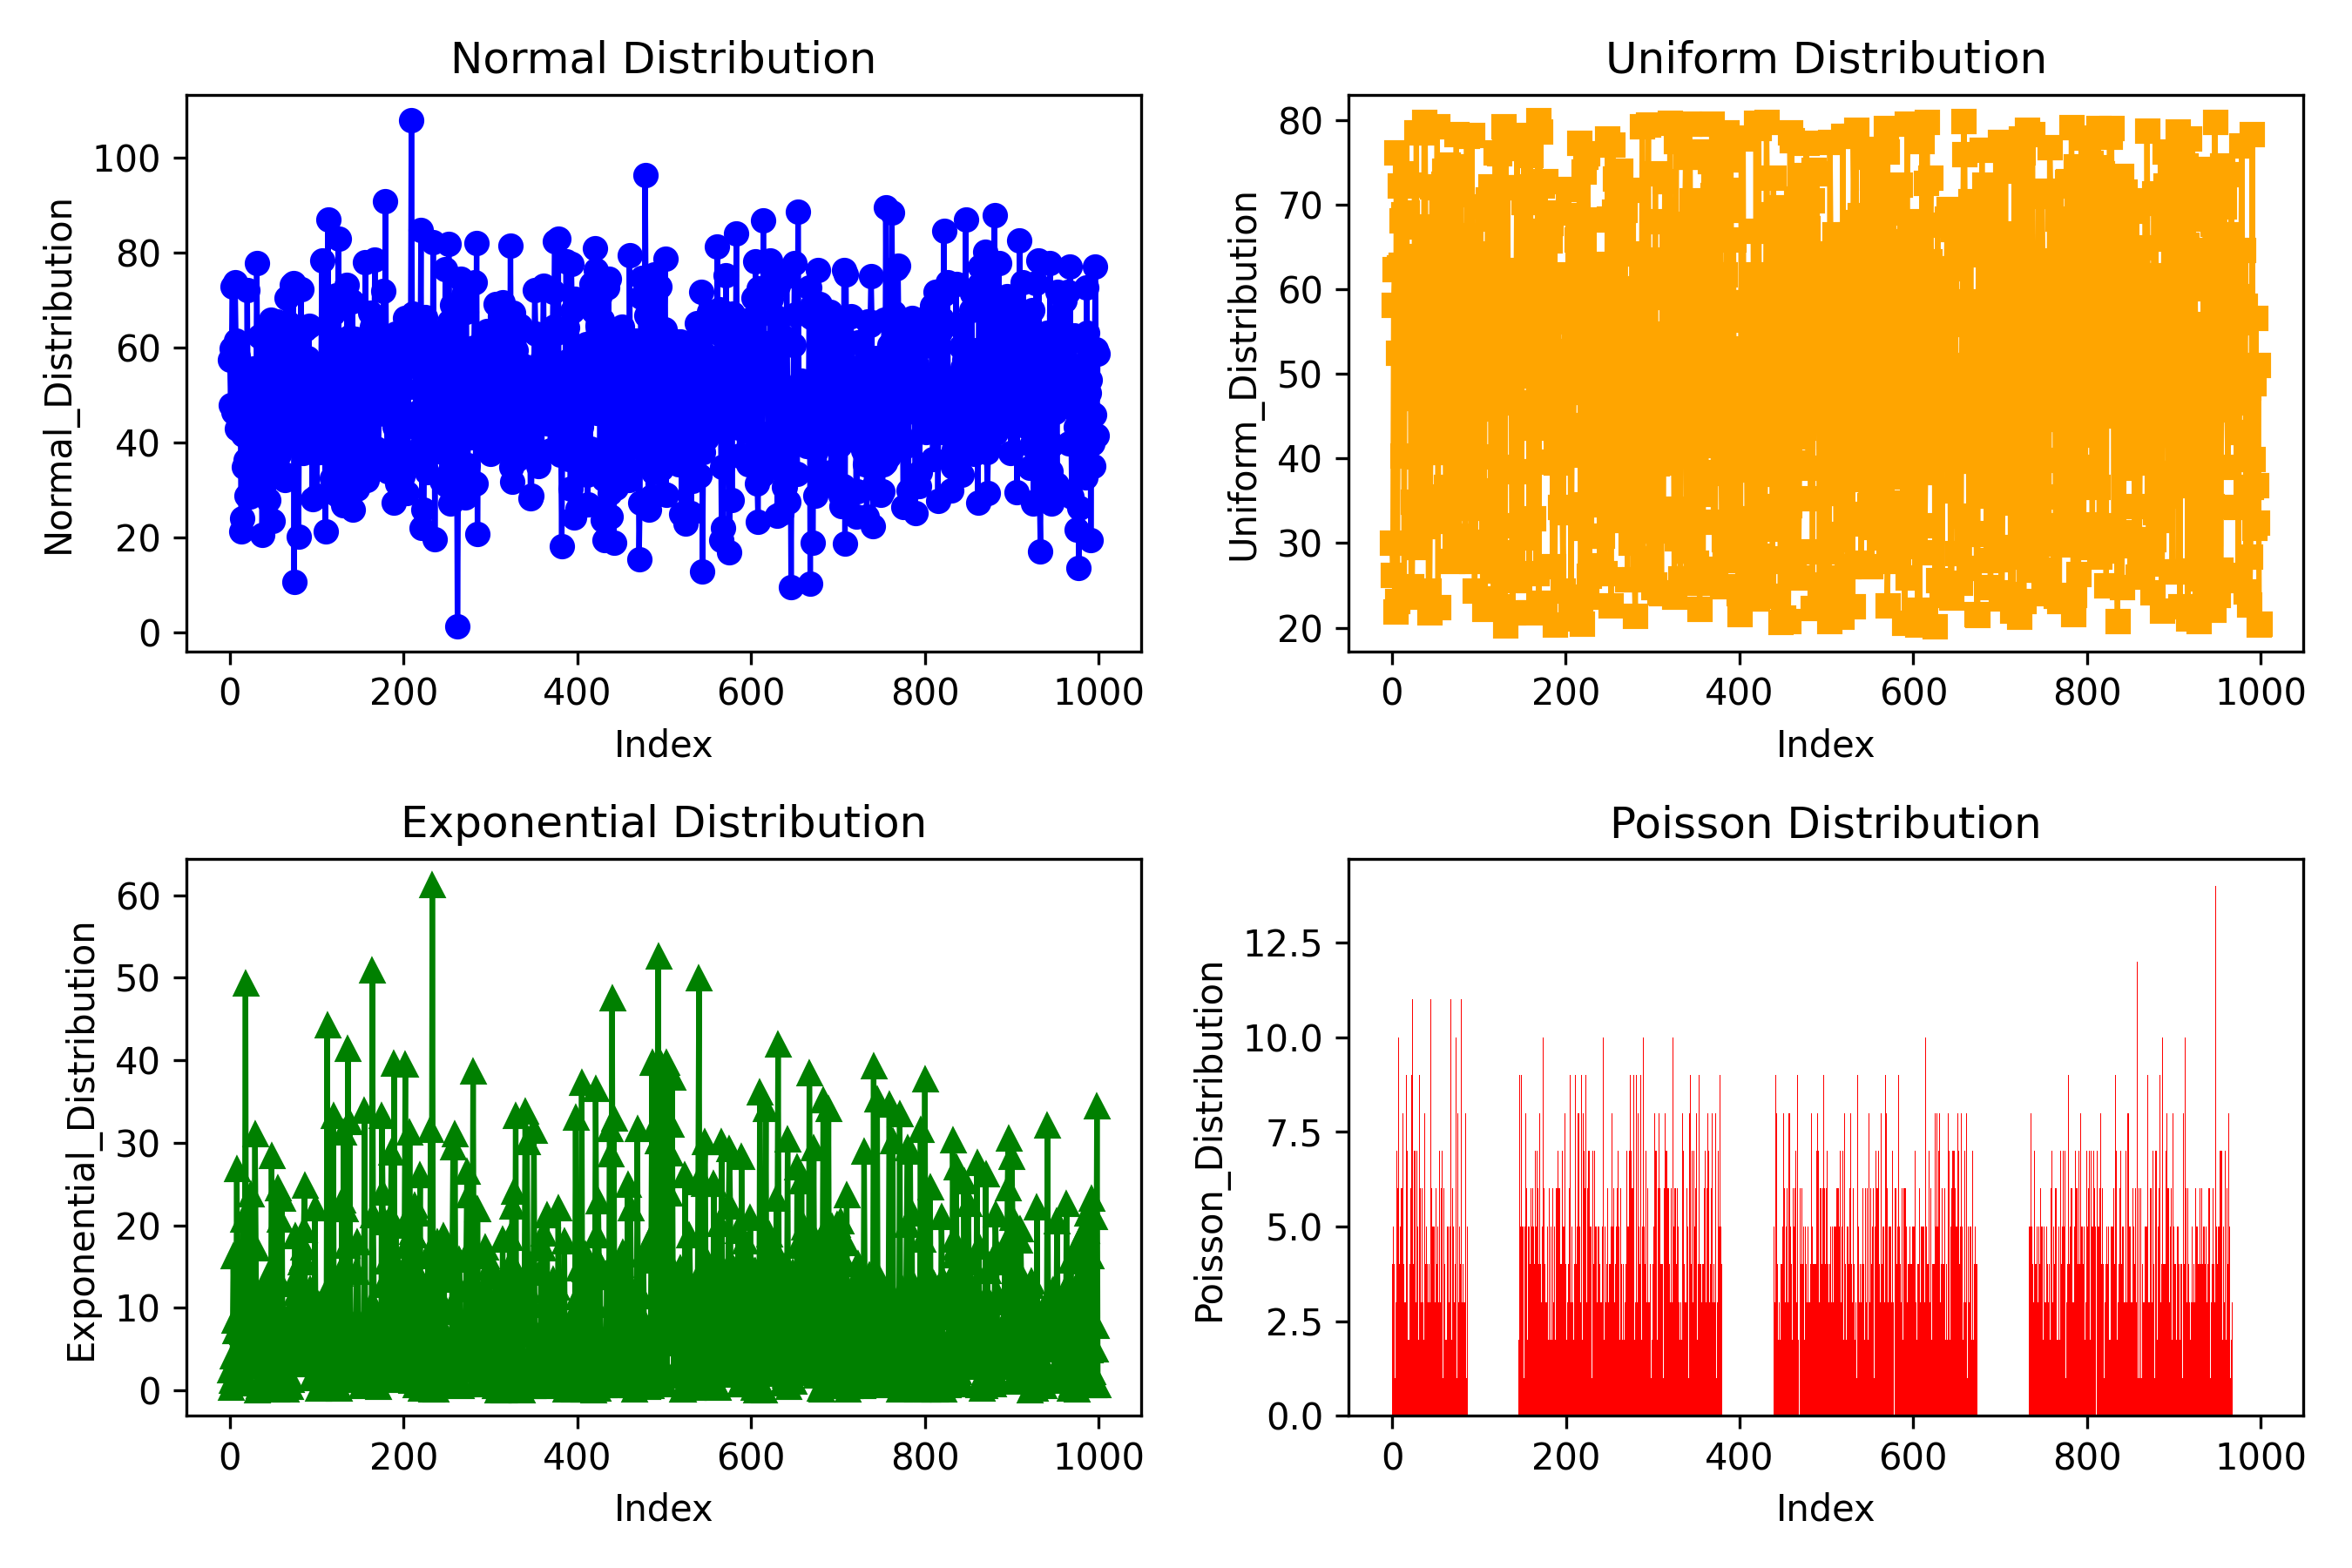 Normal Distribution
Normal_Distribution
100
80
60
40
20
0
0 200 400 600 800 1000
Index
Uniform Distribution
Uniform_Distribution
80
70
60
50
40
30
20
0 200 400 600 800 1000
Index
Exponential Distribution
Exponential_Distribution
60
50
40
30
20
10
0
0 200 400 600 800 1000
Index
Poisson Distribution
Poisson_Distribution
12.5
10.0
7.5
5.0
2.5
0.0
0 200 400 600 800 1000
Index